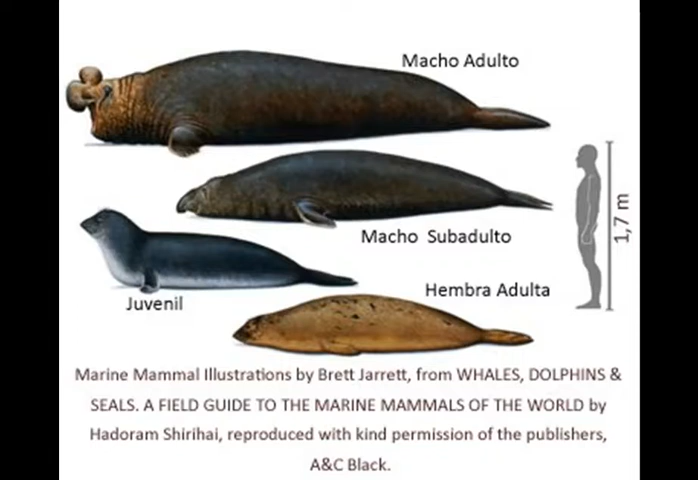 Macho Adulto
Macho Subadulto
1,7 m
Juvenil
Hembra Adulta
Marine Mammal Illustrations by Brett Jarrett, from WHALES, DOLPHINS &
SEALS. A FIELD GUIDE TO THE MARINE MAMMALS OF THE WORLD by
Hadoram Shirihai, reproduced with kind permission of the publishers,
A&C Black.